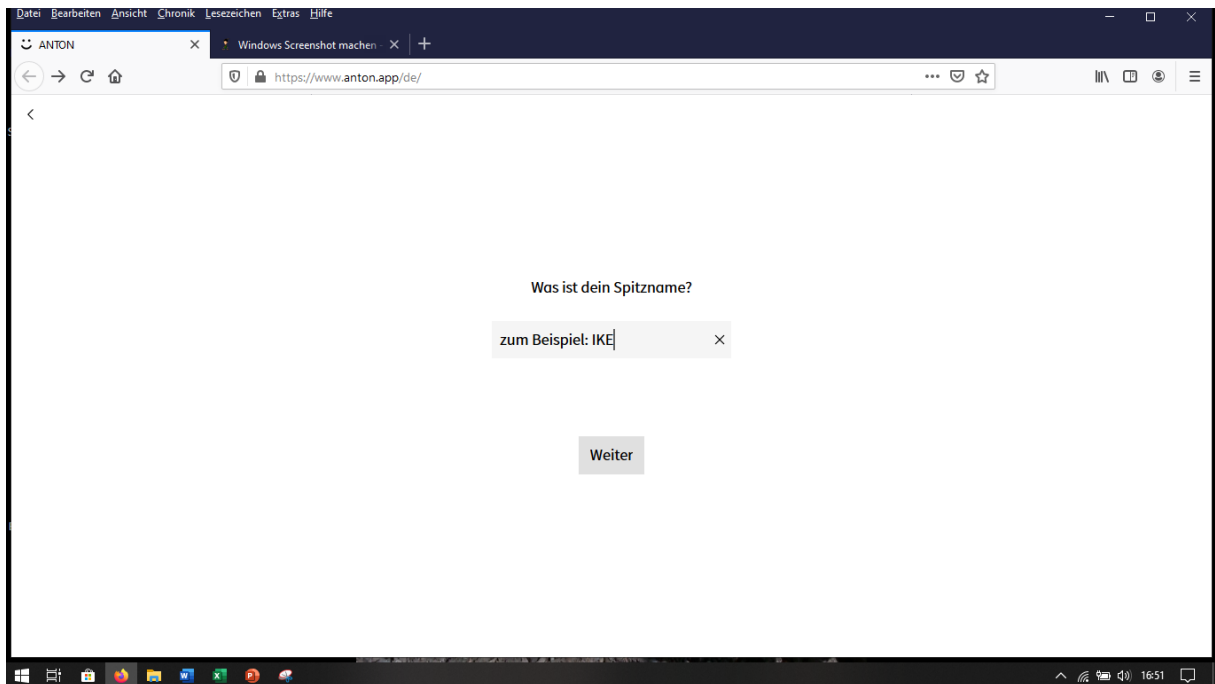 Datei Bearbeiten Ansicht Chronik Lesezeichen Extras Hilfe
ANTON
Windows Screenshot machen -
https://www.anton.app/de/
Was ist dein Spitzname?
zum Beispiel: IKE
Weiter
16:51